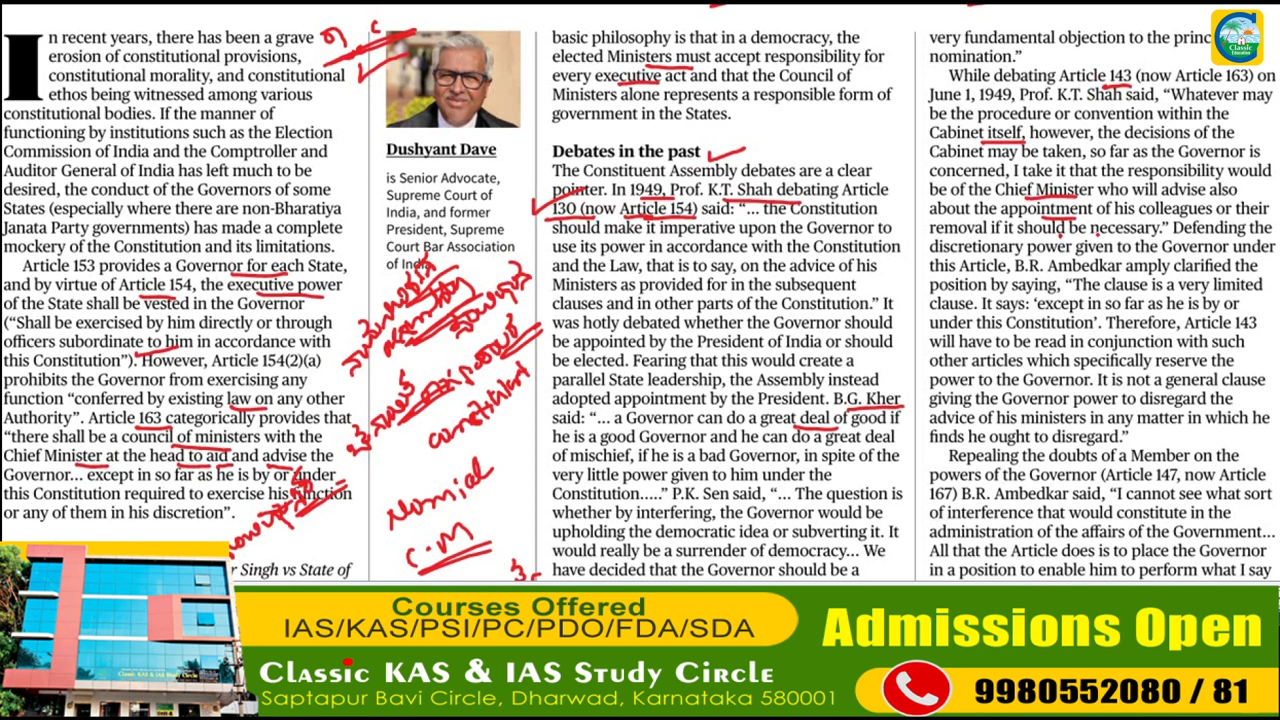 In recent years, there has been a grave
erosion of constitutional provisions,
constitutional morality, and constitutional
ethos being witnessed among various
constitutional bodies. If the manner of
functioning by institutions such as the Election
Commission of India and the Comptroller and
Auditor General of India has left much to be
desired, the conduct of the Governors of some
States (especially where there are non-Bharatiya
Janata Party governments) has made a complete
mockery of the Constitution and its limitations.
Article 153 provides a Governor for each State,
and by virtue of Article 154, the executive power
of the State shall be vested in the Governor
(“Shall be exercised by him directly or through
officers subordinate to him in accordance with
this Constitution”). However, Article 154(2)(a)
prohibits the Governor from exercising any
function “conferred by existing law on any other
Authority”. Article 163 categorically provides that
“there shall be a council of ministers with the
Chief Minister at the head to aid and advise the
Governor... except in so far as he is by or under
this Constitution required to exercise his function
or any of them in his discretion”.
r Singh vs State of
Dushyant Dave
is Senior Advocate,
Supreme Court of
India, and former
President, Supreme
Court Bar Association
of India
C.M
basic philosophy is that in a democracy, the
elected Ministers must accept responsibility for
every executive act and that the Council of
Ministers alone represents a responsible form of
government in the States.
Debates in the past
The Constituent Assembly debates are a clear
pointer. In 1949, Prof. K.T. Shah debating Article
130 (now Article 154) said: “... the Constitution
should make it imperative upon the Governor to
use its power in accordance with the Constitution
and the Law, that is to say, on the advice of his
Ministers as provided for in the subsequent
clauses and in other parts of the Constitution.” It
was hotly debated whether the Governor should
be appointed by the President of India or should
be elected. Fearing that this would create a
parallel State leadership, the Assembly instead
adopted appointment by the President. B.G. Kher
said: “... a Governor can do a great deal of good if
he is a good Governor and he can do a great deal
of mischief, if he is a bad Governor, in spite of the
very little power given to him under the
Constitution.....” P.K. Sen said, “... The question is
whether by interfering, the Governor would be
upholding the democratic idea or subverting it. It
would really be a surrender of democracy... We
have decided that the Governor should be a
very fundamental objection to the princ
nomination.”
While debating Article 143 (now Article 163) on
June 1, 1949, Prof. K.T. Shah said, “Whatever may
be the procedure or convention within the
Cabinet itself, however, the decisions of the
Cabinet may be taken, so far as the Governor is
concerned, I take it that the responsibility would
be of the Chief Minister who will advise also
about the appointment of his colleagues or their
removal if it should be necessary.” Defending the
discretionary power given to the Governor under
this Article, B.R. Ambedkar amply clarified the
position by saying, “The clause is a very limited
clause. It says: ‘except in so far as he is by or
under this Constitution’. Therefore, Article 143
will have to be read in conjunction with such
other articles which specifically reserve the
power to the Governor. It is not a general clause
giving the Governor power to disregard the
advice of his ministers in any matter in which he
finds he ought to disregard.”
Repealing the doubts of a Member on the
powers of the Governor (Article 147, now Article
167) B.R. Ambedkar said, “I cannot see what sort
of interference that would constitute in the
administration of the affairs of the Government...
All that the Article does is to place the Governor
in a position to enable him to perform what I say
Classic
Education
Courses Offered
IAS/KAS/PSI/PC/PDO/FDA/SDA
Classic KAS & IAS Study Circle
Saptapur Bavi Circle, Dharwad, Karnataka 580001
Admissions Open
9980552080 / 81